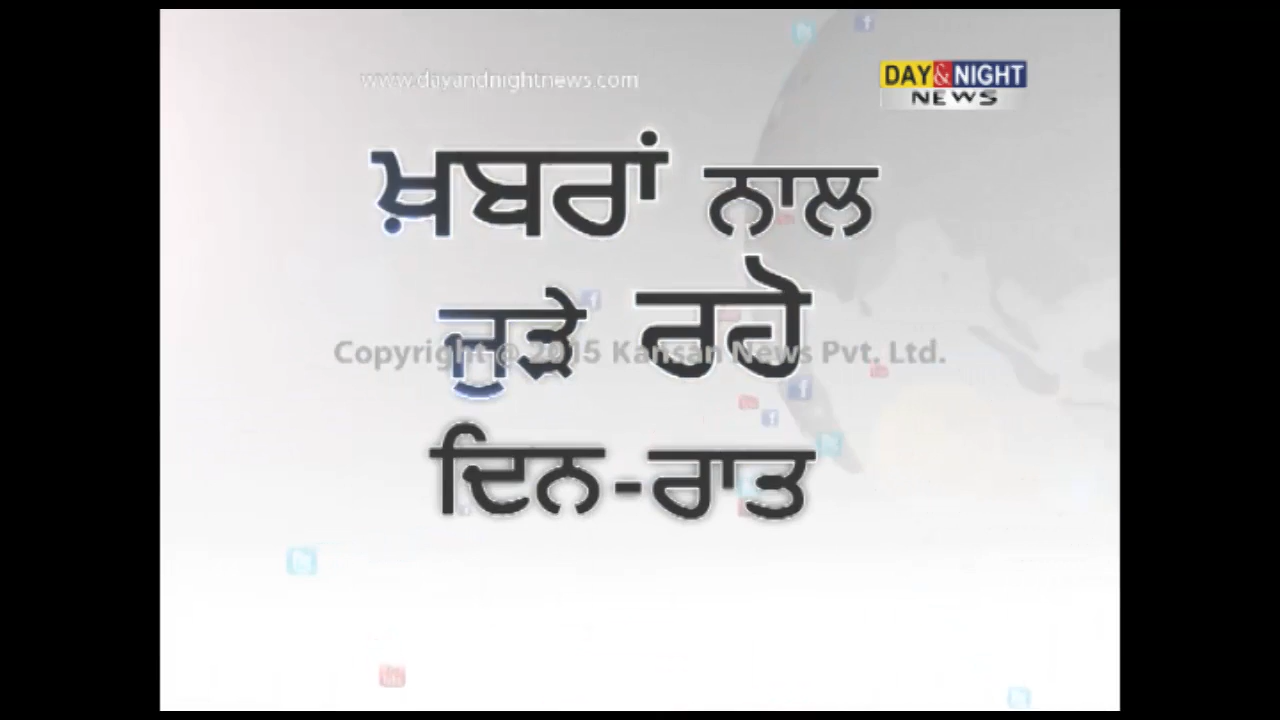 www.dayandnightnews.com
DAY&NIGHT
NEWS
ਖ਼ਬਰਾਂ ਨਾਲ
ਜੁੜੇ ਰਹੋ
Copyright @ 2015 Kansan News Pvt. Ltd.
ਦਿਨ-ਰਾਤ